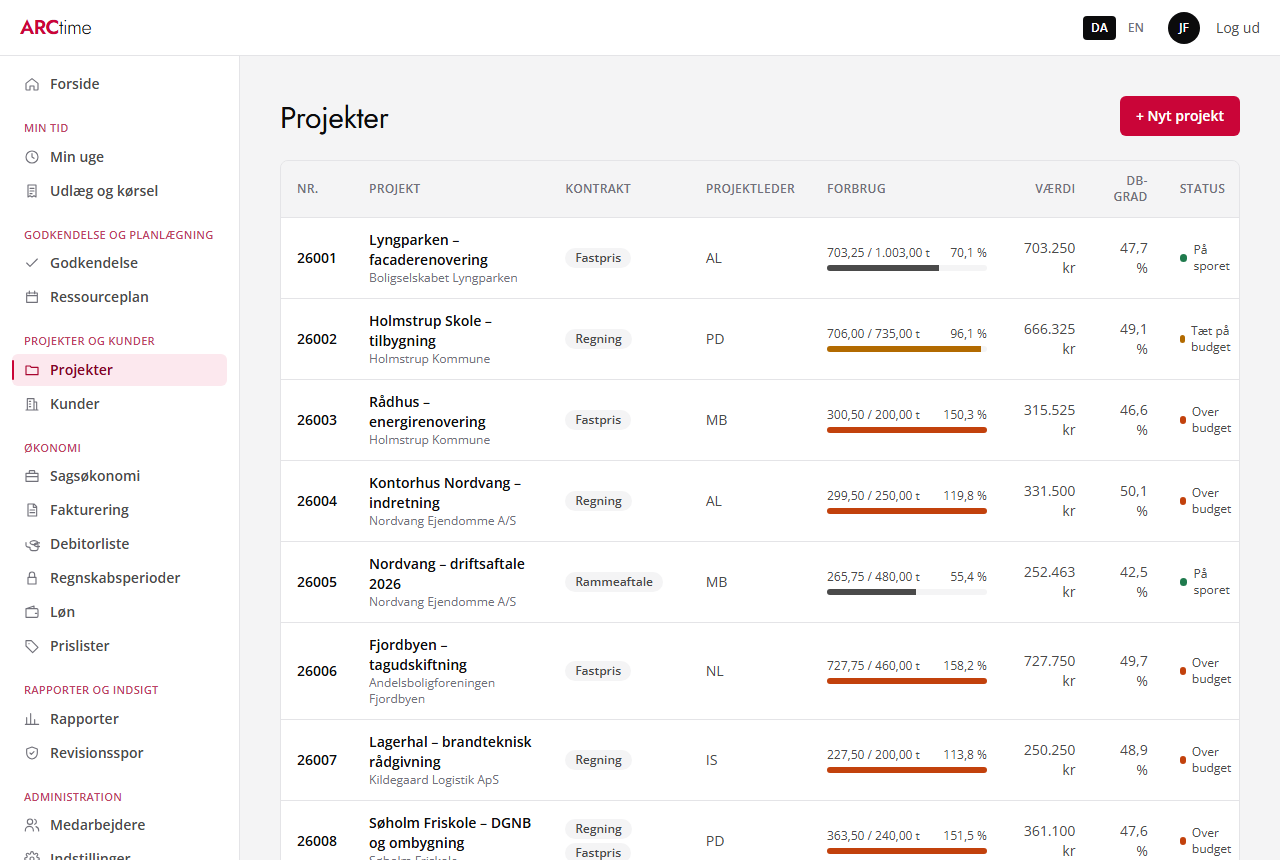 ARCtime
DA EN JF Log ud
Forside
MIN TID
Min uge
Udlæg og kørsel
GODKENDELSE OG PLANLÆGNING
Godkendelse
Ressourceplan
PROJEKTER OG KUNDER
Projekter
Kunder
ØKONOMI
Sagsøkonomi
Fakturering
Debitorliste
Regnskabsperioder
Løn
Prislister
RAPPORTER OG INDSIGT
Rapporter
Revisionsspor
ADMINISTRATION
Medarbejdere
Indstillinger
Projekter
+ Nyt projekt
NR. PROJEKT KONTRAKT PROJEKTLEDER FORBRUG VÆRDI DB-
GRAD STATUS
26001 Lyngparken –
facaderenovering
Boligselskabet Lyngparken
Fastpris AL 703,25 / 1.003,00 t 70,1 % 703.250
kr
47,7
%
På
sporet
26002 Holmstrup Skole –
tilbygning
Holmstrup Kommune
Regning PD 706,00 / 735,00 t 96,1 % 666.325
kr
49,1
%
Tæt på
budget
26003 Rådhus –
energirenovering
Holmstrup Kommune
Fastpris MB 300,50 / 200,00 t 150,3 % 315.525
kr
46,6
%
Over
budget
26004 Kontorhus Nordvang –
indretning
Nordvang Ejendomme A/S
Regning AL 299,50 / 250,00 t 119,8 % 331.500
kr
50,1
%
Over
budget
26005 Nordvang – driftsaftale
2026
Nordvang Ejendomme A/S
Rammeaftale MB 265,75 / 480,00 t 55,4 % 252.463
kr
42,5
%
På
sporet
26006 Fjordbyen –
tagudskiftning
Andelsboligforeningen
Fjordbyen
Fastpris NL 727,75 / 460,00 t 158,2 % 727.750
kr
49,7
%
Over
budget
26007 Lagerhal – brandteknisk
rådgivning
Kildegaard Logistik ApS
Regning IS 227,50 / 200,00 t 113,8 % 250.250
kr
48,9
%
Over
budget
26008 Søholm Friskole – DGNB
og ombygning
Søholm Friskole
Regning
Fastpris
PD 363,50 / 240,00 t 151,5 % 361.100
kr
47,6
%
Over
budget